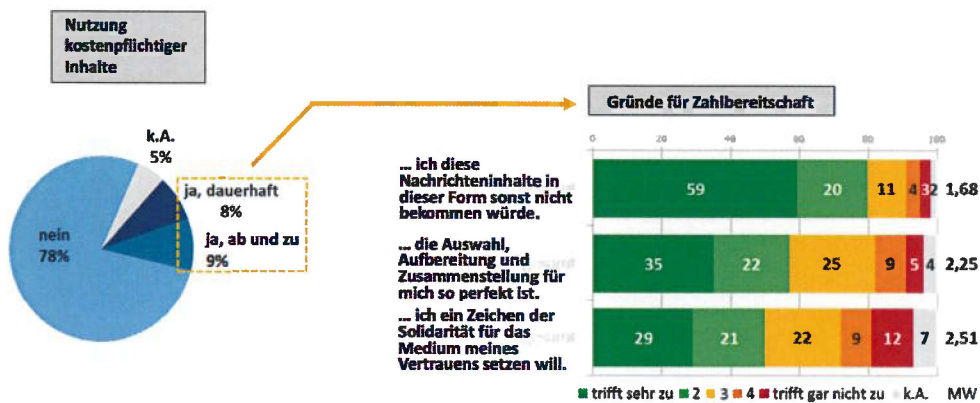 Nutzung
kostenpflichtiger
Inhalte
k.A.
5%
ja, dauerhaft
8%
ja, ab und zu
9%
nein
78%
Gründe für Zahlbereitschaft
0 20 40 60 80 100
... ich diese
Nachrichteninhalte in
dieser Form sonst nicht
bekommen würde.
59 20 11 4 3 2 1,68
... die Auswahl,
Aufbereitung und
Zusammenstellung für
mich so perfekt ist.
35 22 25 9 5 4 2,25
... ich ein Zeichen der
Solidarität für das
Medium meines
Vertrauens setzen will.
29 21 22 9 12 7 2,51
trifft sehr zu 2 3 4 trifft gar nicht zu k.A. MW